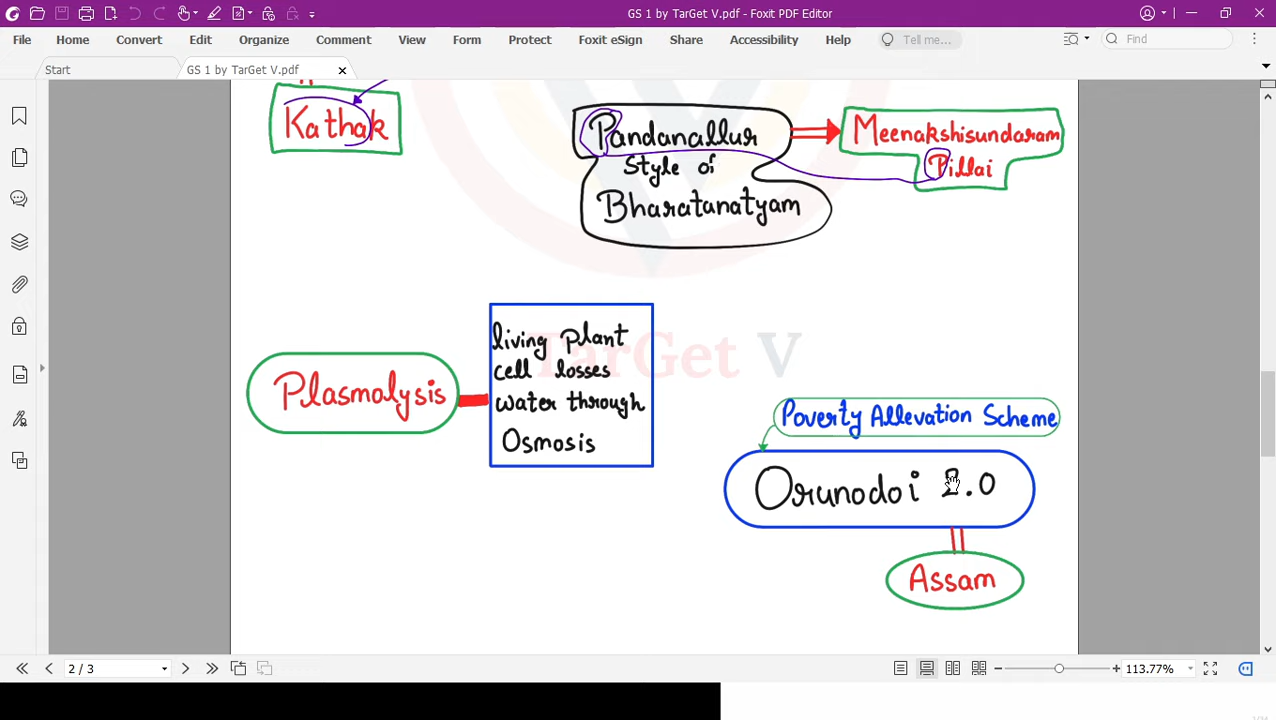 GS 1 by TarGet V.pdf - Foxit PDF Editor
File Home Convert Edit Organize Comment View Form Protect Foxit eSign Share Accessibility Help Tell me... Find
Start GS 1 by TarGet V.pdf
Kathak
Pandanallur
Style of
Bharatanatyam
Meenakshisundaram
Pillai
TarGet V
Plasmolysis
living plant
cell losses
water through
Osmosis
Poverty Allevation Scheme
Orunodoi 2.0
Assam
2 / 3
113.77%